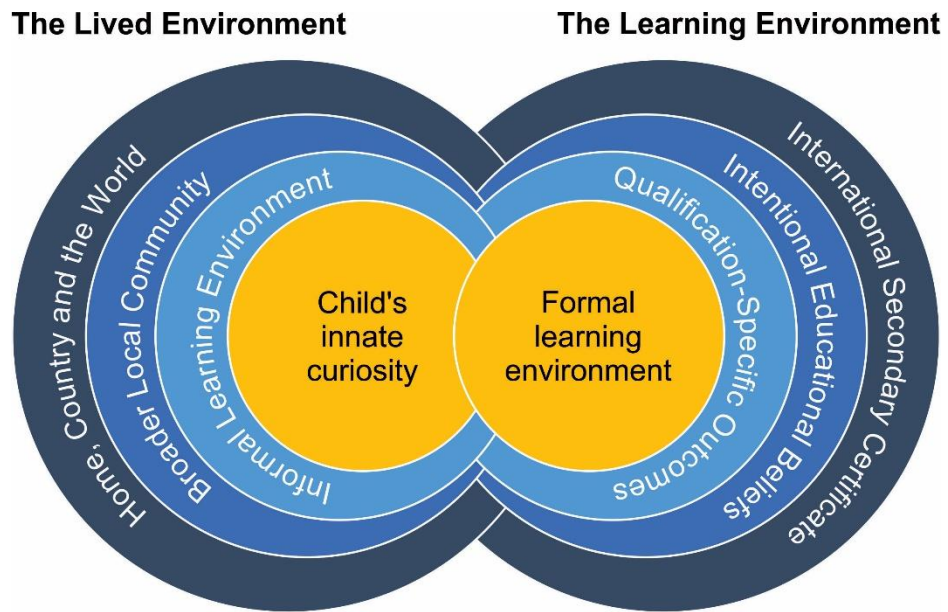 The Lived Environment
The Learning Environment
Home, Country and the World
Broader Local Community
Informal Learning Environment
Child's
innate
curiosity
Formal
learning
environment
Qualification-Specific Outcomes
Intentional Educational Beliefs
International Secondary Certificate